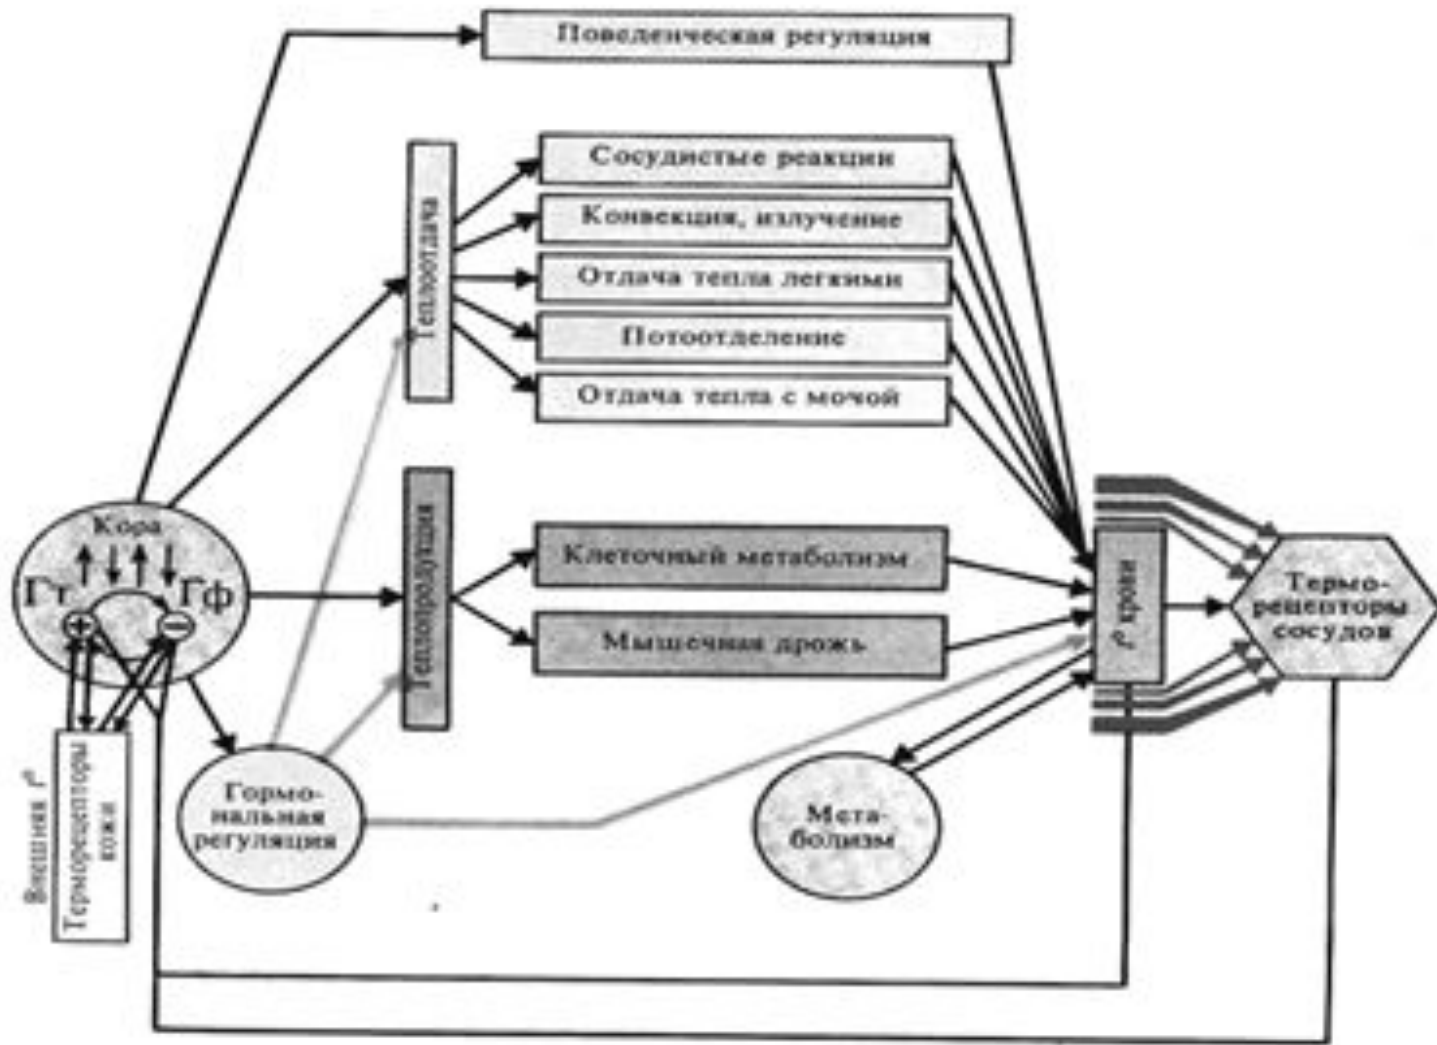 Поведенческая регуляция
Теплоотдача
Сосудистые реакции
Конвекция, излучение
Отдача тепла легкими
Потоотделение
Отдача тепла с мочой
Кора
Гт
Гф
+
−
Теплопродукция
Клеточный метаболизм
Мышечная дрожь
t° крови
Термо-
рецепторы
сосудов
Внешняя t°
Терморецепторы
кожи
Гормо-
нальная
регуляция
Мета-
болизм